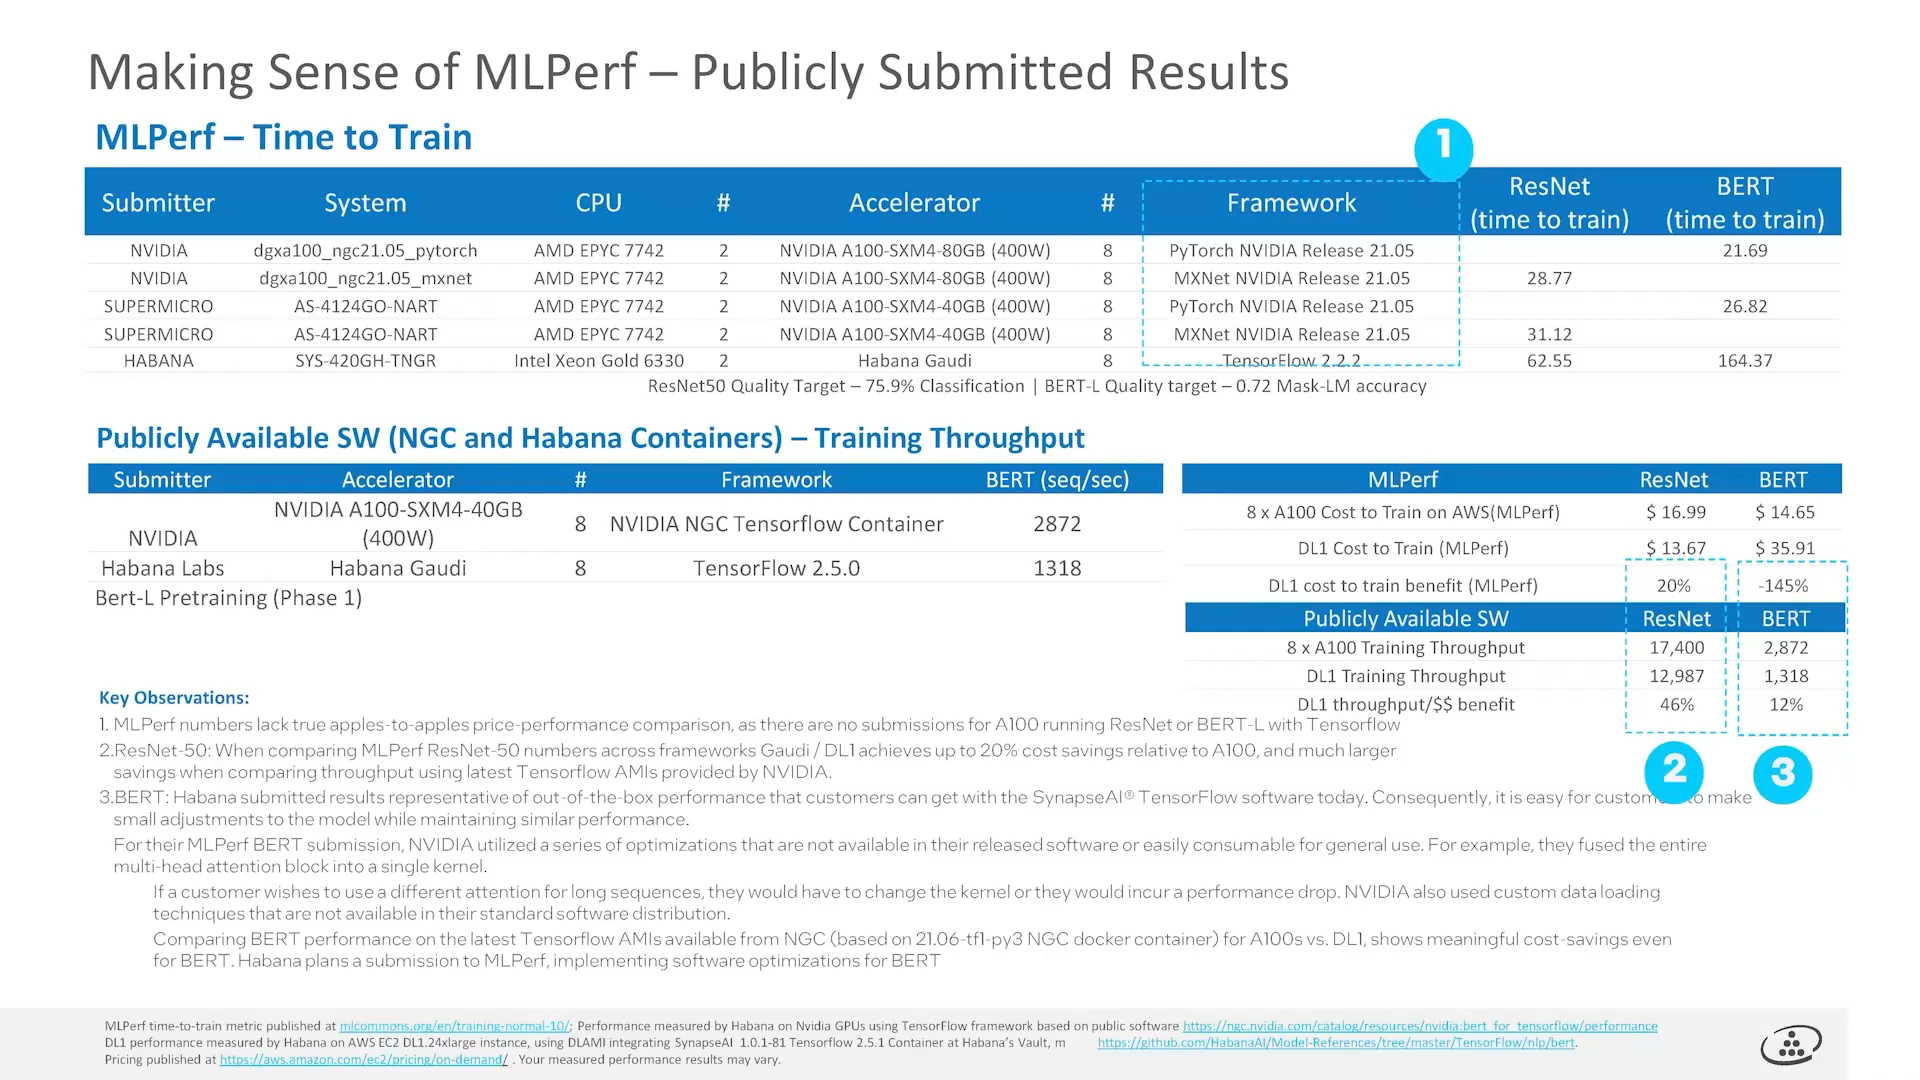 Making Sense of MLPerf – Publicly Submitted Results
MLPerf – Time to Train
1
Submitter System CPU # Accelerator # Framework ResNet (time to train) BERT (time to train)
NVIDIA dgxa100_ngc21.05_pytorch AMD EPYC 7742 2 NVIDIA A100-SXM4-80GB (400W) 8 PyTorch NVIDIA Release 21.05 21.69
NVIDIA dgxa100_ngc21.05_mxnet AMD EPYC 7742 2 NVIDIA A100-SXM4-80GB (400W) 8 MXNet NVIDIA Release 21.05 28.77
SUPERMICRO AS-4124GO-NART AMD EPYC 7742 2 NVIDIA A100-SXM4-40GB (400W) 8 PyTorch NVIDIA Release 21.05 26.82
SUPERMICRO AS-4124GO-NART AMD EPYC 7742 2 NVIDIA A100-SXM4-40GB (400W) 8 MXNet NVIDIA Release 21.05 31.12
HABANA SYS-420GH-TNGR Intel Xeon Gold 6330 2 Habana Gaudi 8 TensorFlow 2.2.2 62.55 164.37
ResNet50 Quality Target – 75.9% Classification | BERT-L Quality target – 0.72 Mask-LM accuracy
Publicly Available SW (NGC and Habana Containers) – Training Throughput
Submitter Accelerator # Framework BERT (seq/sec)
NVIDIA NVIDIA A100-SXM4-40GB (400W) 8 NVIDIA NGC Tensorflow Container 2872
Habana Labs Habana Gaudi 8 TensorFlow 2.5.0 1318
Bert-L Pretraining (Phase 1)
MLPerf ResNet BERT
8 x A100 Cost to Train on AWS(MLPerf) $ 16.99 $ 14.65
DL1 Cost to Train (MLPerf) $ 13.67 $ 35.91
DL1 cost to train benefit (MLPerf) 20% -145%
Publicly Available SW ResNet BERT
8 x A100 Training Throughput 17,400 2,872
DL1 Training Throughput 12,987 1,318
DL1 throughput/$$ benefit 46% 12%
2 3
Key Observations:
1. MLPerf numbers lack true apples-to-apples price-performance comparison, as there are no submissions for A100 running ResNet or BERT-L with Tensorflow
2.ResNet-50: When comparing MLPerf ResNet-50 numbers across frameworks Gaudi / DL1 achieves up to 20% cost savings relative to A100, and much larger
savings when comparing throughput using latest Tensorflow AMIs provided by NVIDIA.
3.BERT: Habana submitted results representative of out-of-the-box performance that customers can get with the SynapseAI® TensorFlow software today. Consequently, it is easy for custom to make
small adjustments to the model while maintaining similar performance.
For their MLPerf BERT submission, NVIDIA utilized a series of optimizations that are not available in their released software or easily consumable for general use. For example, they fused the entire
multi-head attention block into a single kernel.
If a customer wishes to use a different attention for long sequences, they would have to change the kernel or they would incur a performance drop. NVIDIA also used custom data loading
techniques that are not available in their standard software distribution.
Comparing BERT performance on the latest Tensorflow AMIs available from NGC (based on 21.06-tf1-py3 NGC docker container) for A100s vs. DL1, shows meaningful cost-savings even
for BERT. Habana plans a submission to MLPerf, implementing software optimizations for BERT
MLPerf time-to-train metric published at mlcommons.org/en/training-normal-10/; Performance measured by Habana on Nvidia GPUs using TensorFlow framework based on public software https://ngc.nvidia.com/catalog/resources/nvidia:bert_for_tensorflow/performance
DL1 performance measured by Habana on AWS EC2 DL1.24xlarge instance, using DLAMI integrating SynapseAI 1.0.1-81 Tensorflow 2.5.1 Container at Habana's Vault, m https://github.com/HabanaAI/Model-References/tree/master/TensorFlow/nlp/bert.
Pricing published at https://aws.amazon.com/ec2/pricing/on-demand/ . Your measured performance results may vary.